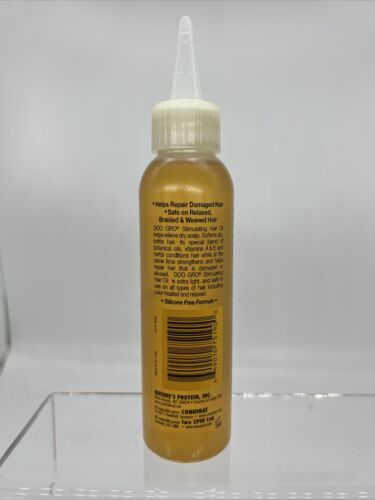 • Helps Repair Damaged Hair
• Safe on Relaxed,
Braided & Weaved Hair
DOO GRO® Stimulating Hair Oil
helps relieve dry scalp. Softens dry,
brittle hair. Its special blend of
botanical oils, vitamins A & E and
herbs conditions hair while at the
same time strengthens and helps
repair hair that is damaged or
abused. DOO GRO® Stimulating
Hair Oil is extra light, and safe to
use on all types of hair including
color treated and relaxed
• Silicone Free Formula •
NATURE'S PROTEIN, INC.
CONUSBAT